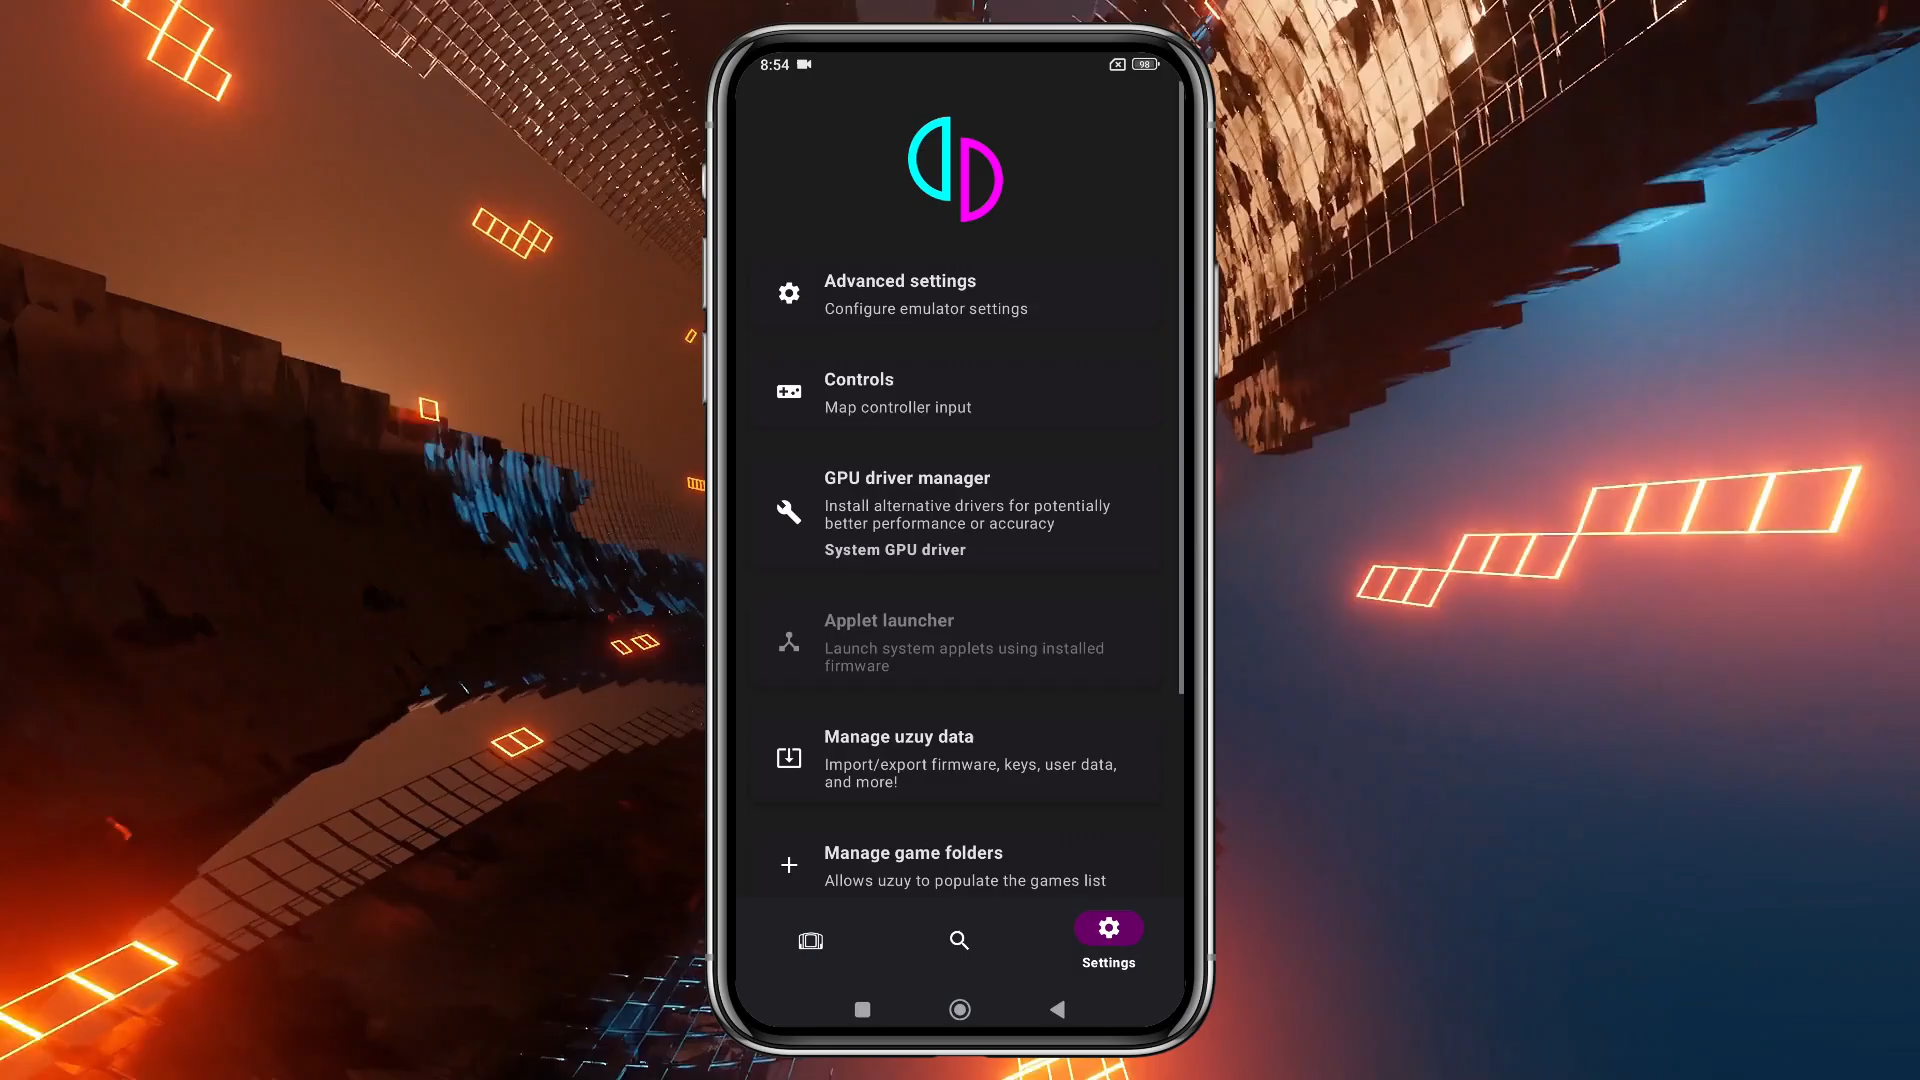 8:54
98
Advanced settings
Configure emulator settings
Controls
Map controller input
GPU driver manager
Install alternative drivers for potentially
better performance or accuracy
System GPU driver
Applet launcher
Launch system applets using installed
firmware
Manage uzuy data
Import/export firmware, keys, user data,
and more!
Manage game folders
Allows uzuy to populate the games list
Settings